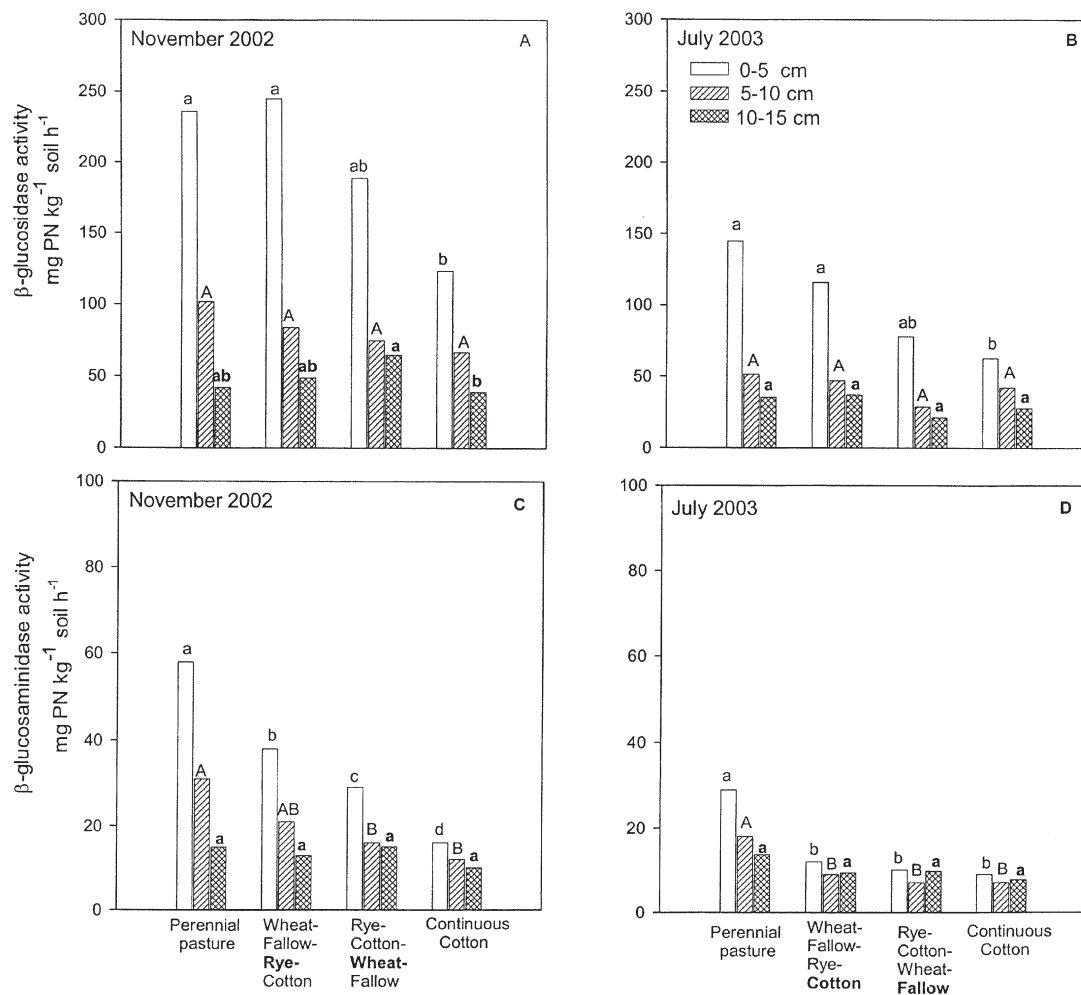 November 2002
A
β-glucosidase activity
mg PN kg⁻¹ soil h⁻¹
300
250
200
150
100
50
0
a
A
ab
a
A
ab
ab
A
a
b
A
b
July 2003
B
0-5 cm
5-10 cm
10-15 cm
300
250
200
150
100
50
0
a
A
a
a
A
a
ab
A
a
b
A
a
November 2002
C
β-glucosaminidase activity
mg PN kg⁻¹ soil h⁻¹
100
80
60
40
20
0
a
A
a
b
AB
a
c
B
a
d
B
a
Perennial
pasture
Wheat-
Fallow-
Rye-
Cotton
Rye-
Cotton-
Wheat-
Fallow
Continuous
Cotton
July 2003
D
100
80
60
40
20
0
a
A
a
b
B
a
b
B
a
b
B
a
Perennial
pasture
Wheat-
Fallow-
Rye-
Cotton
Rye-
Cotton-
Wheat-
Fallow
Continuous
Cotton